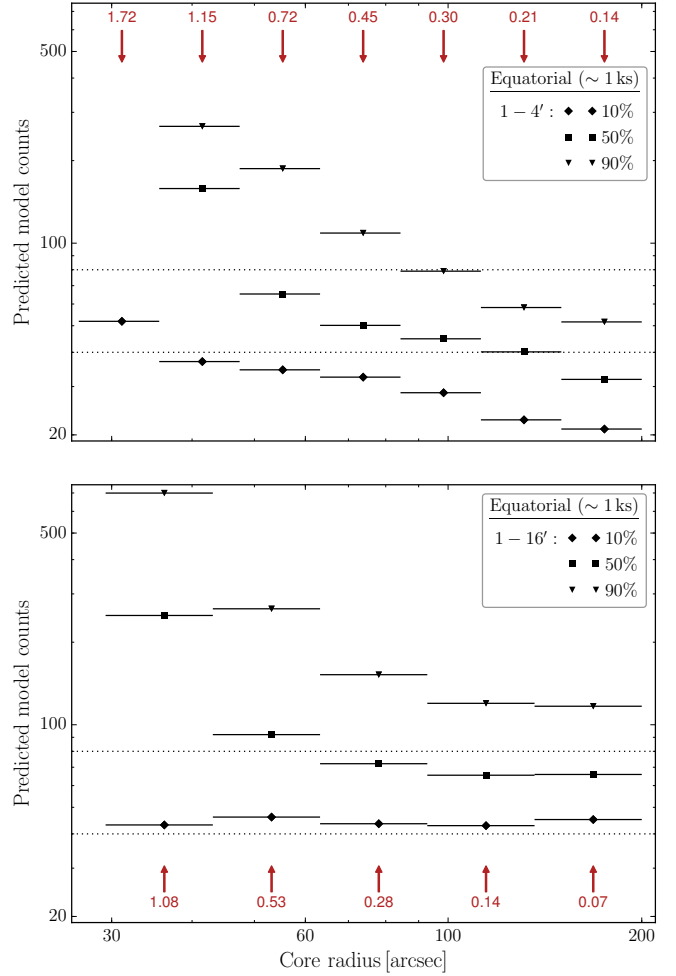 1.72 1.15 0.72 0.45 0.30 0.21 0.14
500
100
20
Predicted model counts
Equatorial (∼ 1 ks)
1 − 4′ : 10%
50%
90%
500
100
20
Predicted model counts
Equatorial (∼ 1 ks)
1 − 16′ : 10%
50%
90%
1.08 0.53 0.28 0.14 0.07
30 60 100 200
Core radius [arcsec]